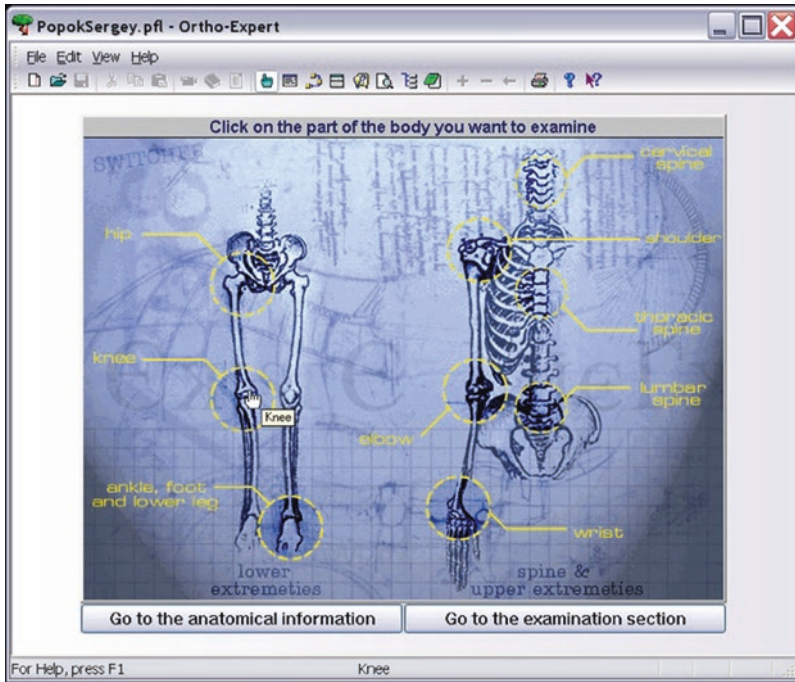 PopokSergey.pfl - Ortho-Expert
File Edit View Help
Click on the part of the body you want to examine
cervical
spine
hip
shoulder
thoracic
spine
knee
Knee
lumbar
spine
elbow
ankle, foot
and lower leg
wrist
lower
extremeties
spine &
upper extremeties
Go to the anatomical information
Go to the examination section
For Help, press F1
Knee